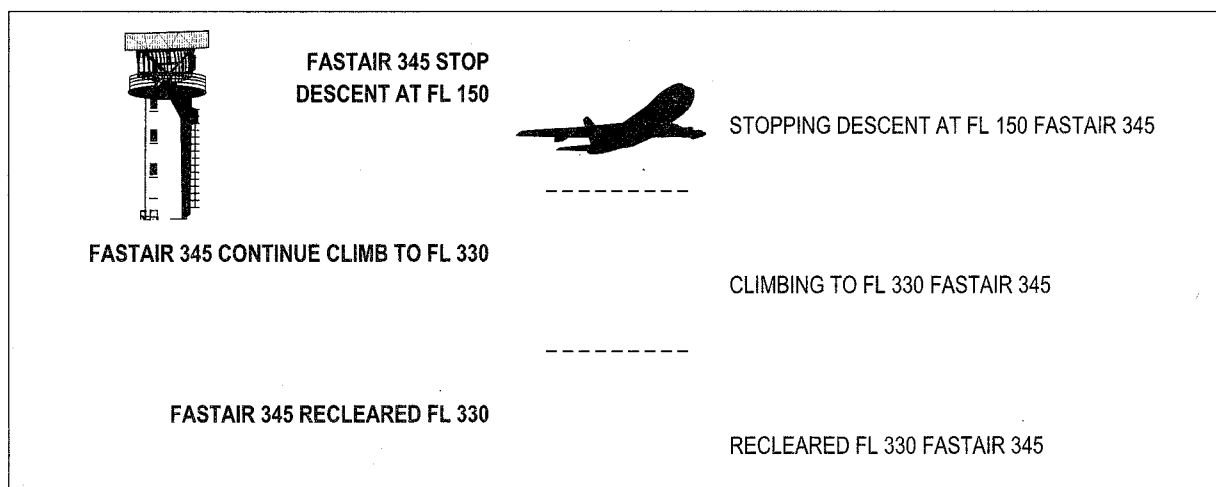 FASTAIR 345 STOP
DESCENT AT FL 150
STOPPING DESCENT AT FL 150 FASTAIR 345
FASTAIR 345 CONTINUE CLIMB TO FL 330
CLIMBING TO FL 330 FASTAIR 345
FASTAIR 345 RECLEARED FL 330
RECLEARED FL 330 FASTAIR 345